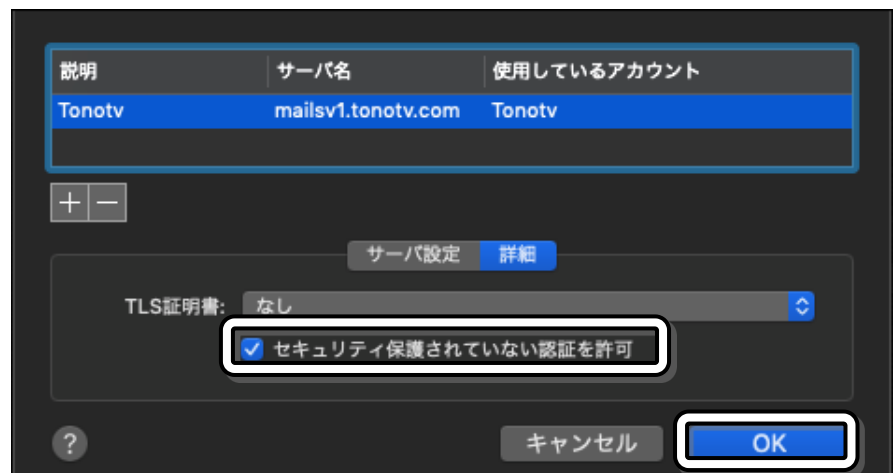 説明 サーバ名 使用しているアカウント
Tonotv mailsv1.tonotv.com Tonotv
+ −
サーバ設定 詳細
TLS証明書: なし
セキュリティ保護されていない認証を許可
? キャンセル OK